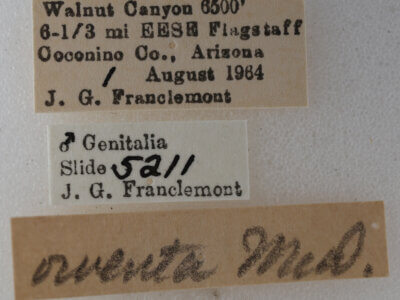 Walnut Canyon 6500'
6-1/3 mi EESE Flagstaff
Coconino Co., Arizona
1 August 1964
J. G. Franclemont
♂ Genitalia
Slide 5211
J. G. Franclemont
owenta McD.